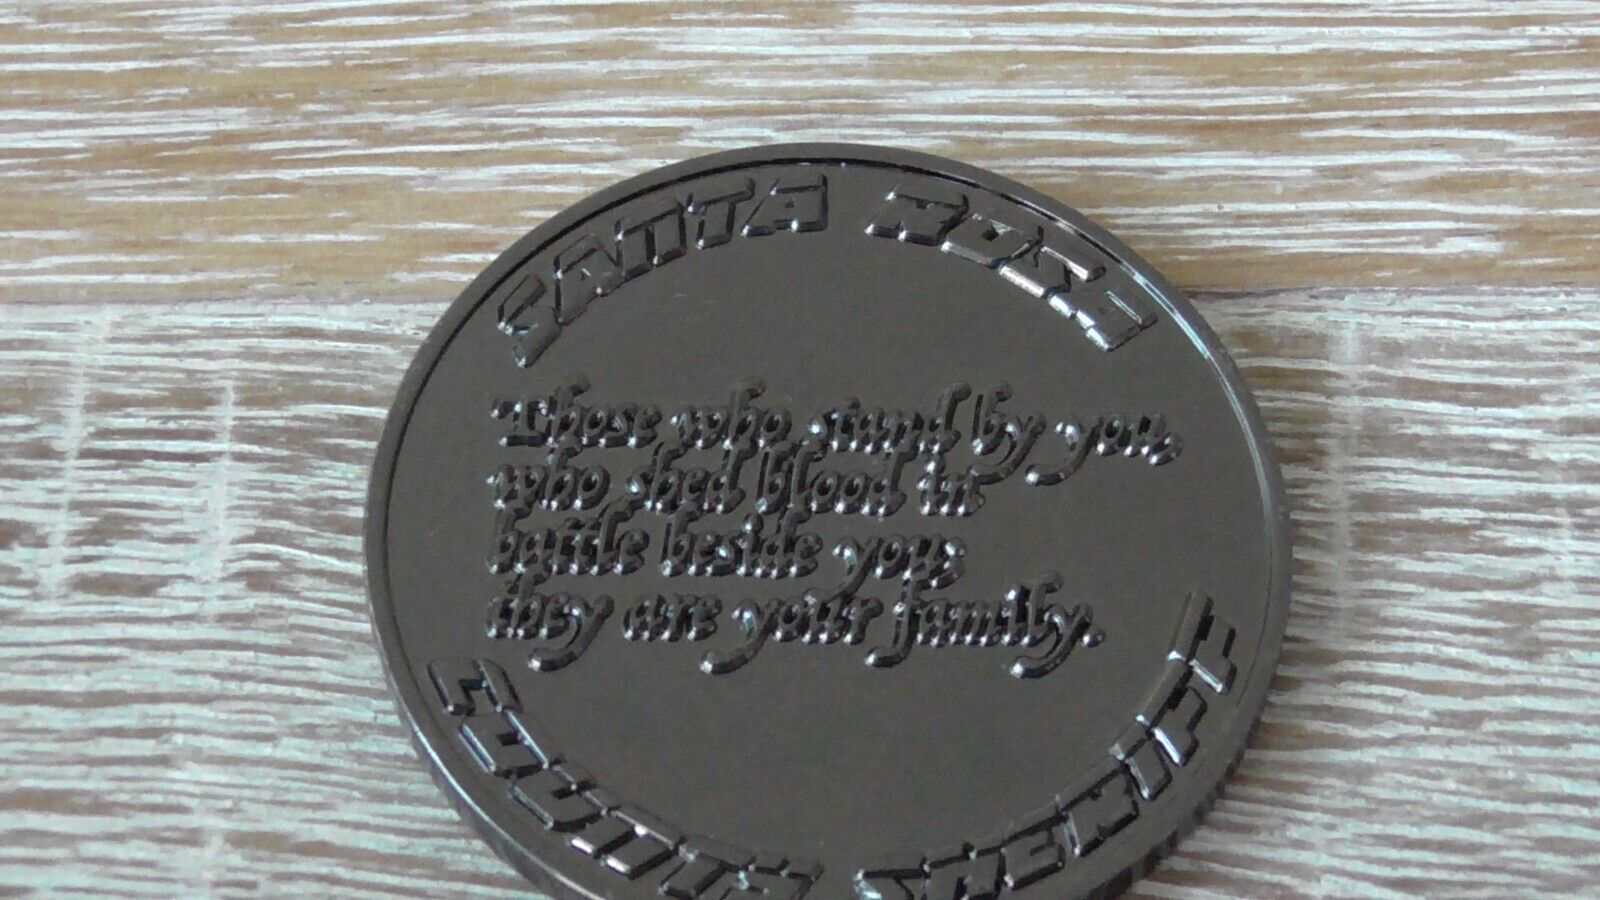 SANTA ROSA
"Those who stand by you,
who shed blood in
battle beside you;
they are your family.
COUNTY SHERIFF